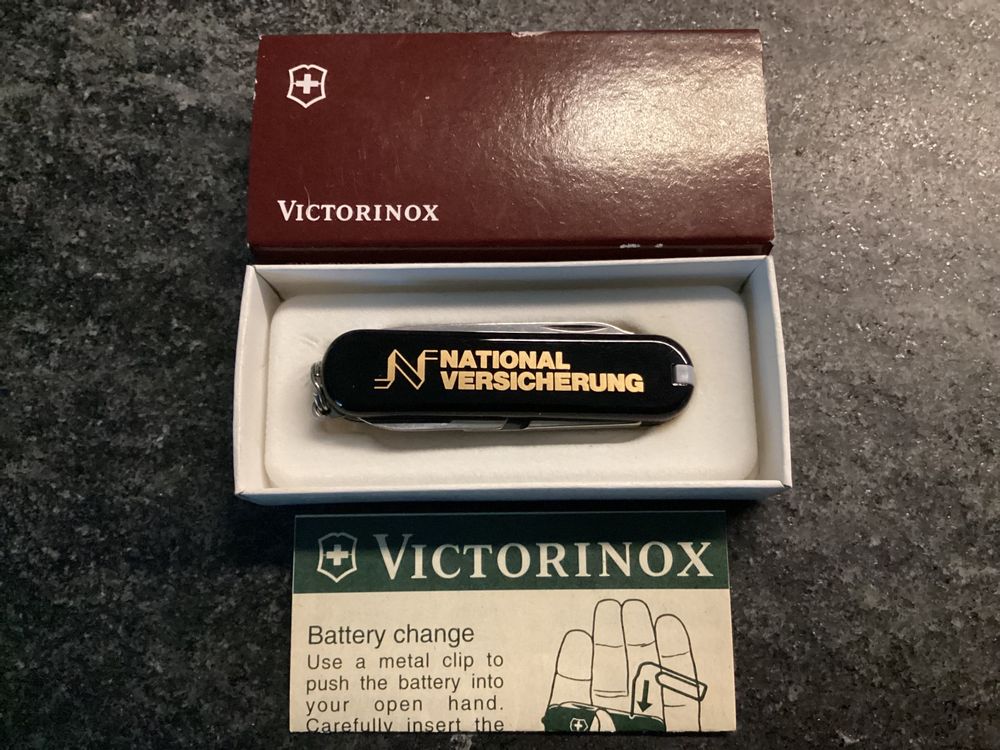 VICTORINOX
NATIONAL
VERSICHERUNG
VICTORINOX
Battery change
Use a metal clip to
push the battery into
your open hand.
Carefully insert the